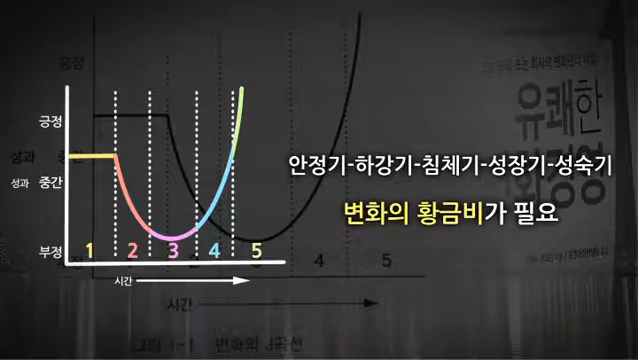 긍정
성과 중간
부정
1 2 3 4 5
시간
안정기-하강기-침체기-성장기-성숙기
변화의 황금비가 필요
긍정
성과
4 5
시간
그림 1-1 변화의 J곡선
유쾌한